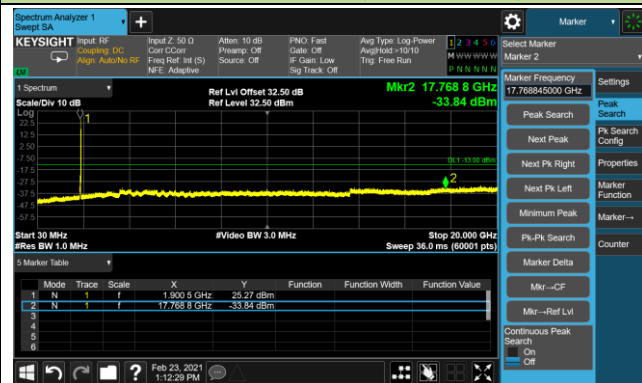 Spectrum Analyzer 1
Swept SA
Marker
KEYSIGHT
Input: RF
Coupling: DC
Align: Auto/No RF
Input Z: 50 Ω
Corr CCorr
Freq Ref: Int (S)
NFE: Adaptive
Atten: 10 dB
Preamp: Off
Source: Off
PNO: Fast
Gate: Off
IF Gain: Low
Sig Track: Off
Avg Type: Log-Power
Avg|Hold:>10/10
Trig: Free Run
1 2 3 4 5 6
M W W W W W
P N N N N N
Select Marker
Marker 2
Marker Frequency
17.768845000 GHz
Settings
Peak Search
Next Peak
Next Pk Right
Next Pk Left
Minimum Peak
Pk-Pk Search
Marker Delta
Mkr→CF
Mkr→Ref Lvl
Continuous Peak
Search
On
Off
Peak
Search
Pk Search
Config
Properties
Marker
Function
Marker→
Counter
1 Spectrum
Scale/Div 10 dB
Ref Lvl Offset 32.50 dB
Ref Level 32.50 dBm
Mkr2 17.768 8 GHz
-33.84 dBm
Log
22.5
12.5
2.50
-7.50
-17.5
-27.5
-37.5
-47.5
-57.5
1
DL1 -13.00 dBm
2
Start 30 MHz
#Res BW 1.0 MHz
#Video BW 3.0 MHz
Stop 20.000 GHz
Sweep 36.0 ms (60001 pts)
5 Marker Table
Mode Trace Scale X Y Function Function Width Function Value
1 N 1 f 1.900 5 GHz 25.27 dBm
2 N 1 f 17.768 8 GHz -33.84 dBm
3
4
5
6
?
Feb 23, 2021
1:12:29 PM